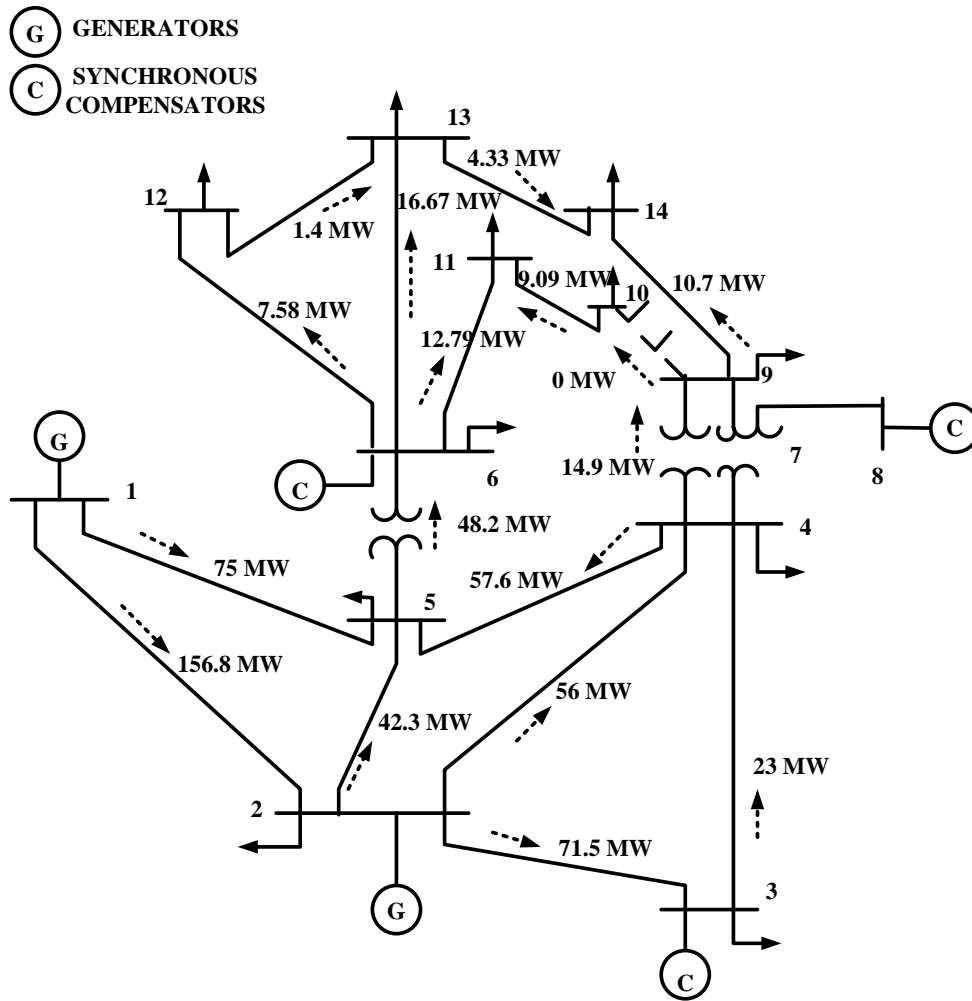 G GENERATORS
C SYNCHRONOUS
COMPENSATORS
13
4.33 MW
12
16.67 MW
14
1.4 MW
11
9.09 MW
10
10.7 MW
7.58 MW
12.79 MW
0 MW
9
G
C
7
14.9 MW
8
6
C
1
48.2 MW
4
75 MW
57.6 MW
5
156.8 MW
56 MW
42.3 MW
23 MW
2
71.5 MW
3
G
C